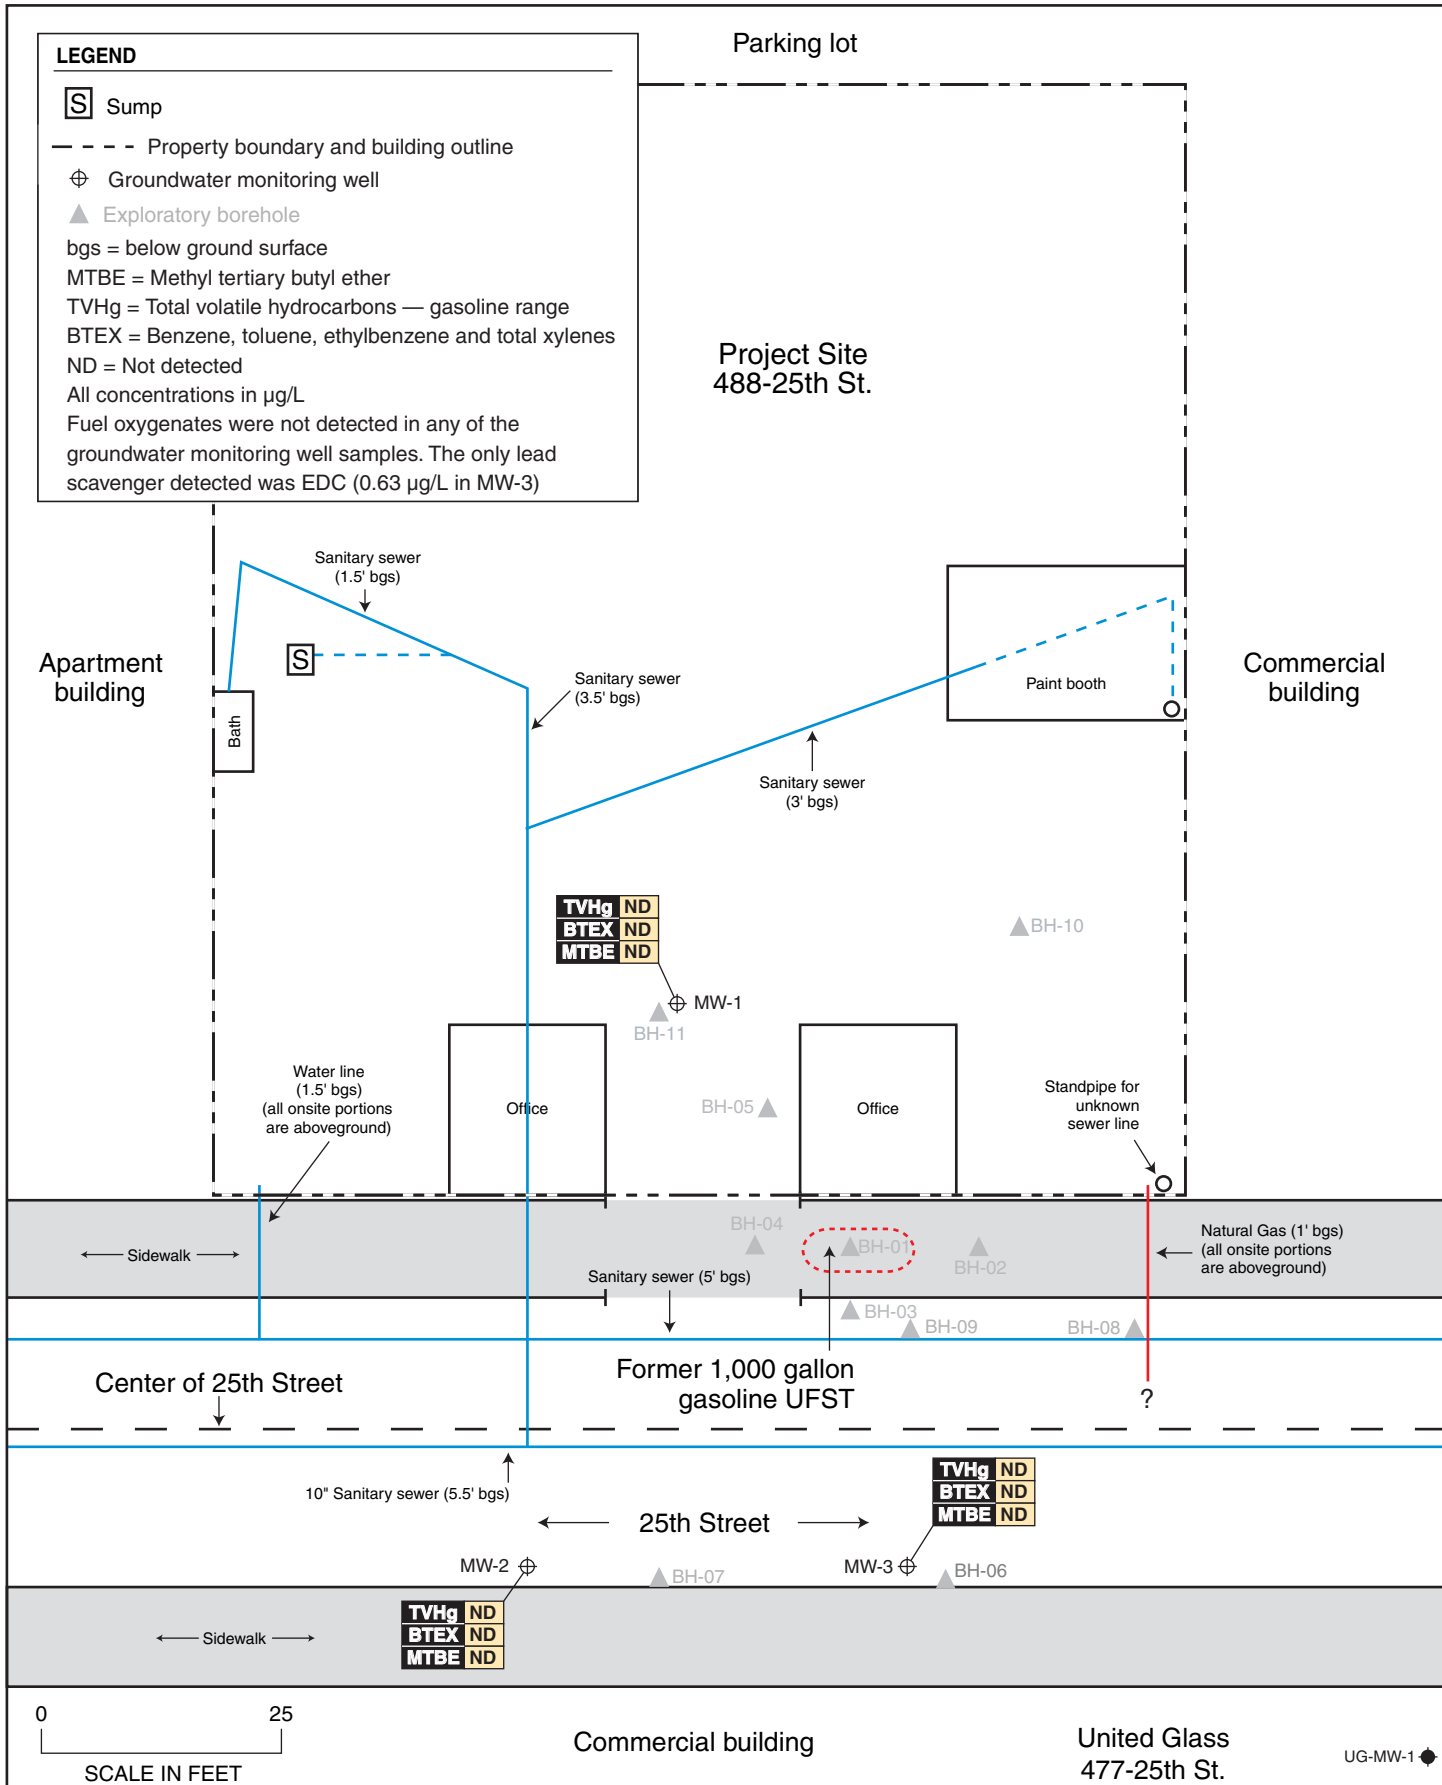 Parking lot
LEGEND
S Sump
Property boundary and building outline
Groundwater monitoring well
Exploratory borehole
bgs = below ground surface
MTBE = Methyl tertiary butyl ether
TVHg = Total volatile hydrocarbons — gasoline range
BTEX = Benzene, toluene, ethylbenzene and total xylenes
ND = Not detected
All concentrations in µg/L
Fuel oxygenates were not detected in any of the
groundwater monitoring well samples. The only lead
scavenger detected was EDC (0.63 µg/L in MW-3)
Project Site
488-25th St.
Sanitary sewer
(1.5' bgs)
S
Apartment
building
Bath
Sanitary sewer
(3.5' bgs)
Paint booth
Commercial
building
Sanitary sewer
(3' bgs)
TVHg ND
BTEX ND
MTBE ND
MW-1
BH-11
BH-10
Water line
(1.5' bgs)
(all onsite portions
are aboveground)
Office
BH-05
Office
Standpipe for
unknown
sewer line
Sidewalk
BH-04
BH-01
BH-02
Natural Gas (1' bgs)
(all onsite portions
are aboveground)
Sanitary sewer (5' bgs)
BH-03
BH-09
BH-08
Center of 25th Street
Former 1,000 gallon
gasoline UFST
?
10" Sanitary sewer (5.5' bgs)
25th Street
TVHg ND
BTEX ND
MTBE ND
MW-2
BH-07
MW-3
BH-06
TVHg ND
BTEX ND
MTBE ND
Sidewalk
0 25
SCALE IN FEET
Commercial building
United Glass
477-25th St.
UG-MW-1